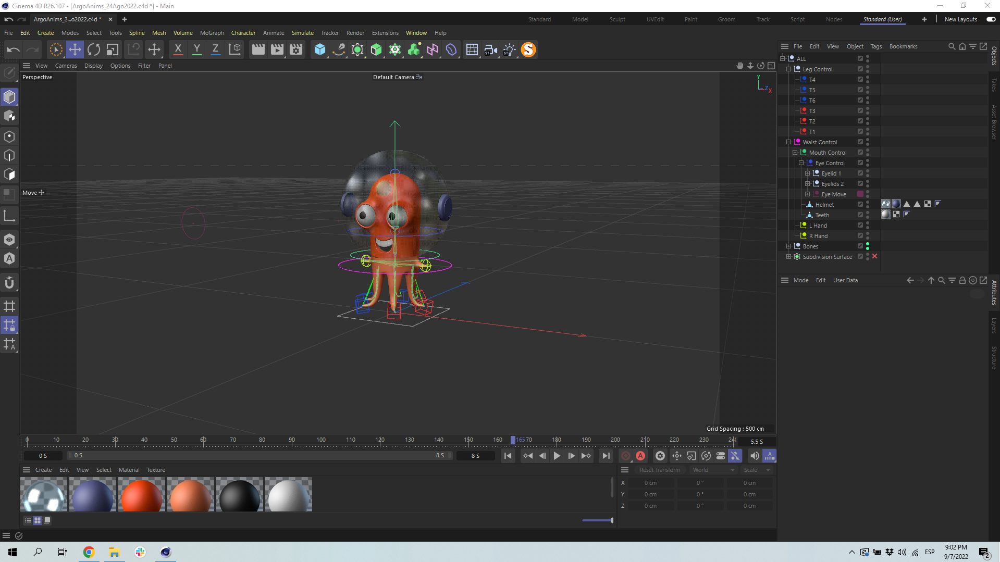 Cinema 4D R26.107 - [ArgoAnims_24Ago2022.c4d *] - Main
ArgoAnims_2...o2022.c4d *
Standard Model Sculpt UVEdit Paint Groom Track Script Nodes Standard (User) New Layouts
File Edit Create Modes Select Tools Spline Mesh Volume MoGraph Character Animate Simulate Tracker Render Extensions Window Help
X Y Z
View Cameras Display Options Filter Panel
Perspective
Default Camera
Y
Z
X
Move
Grid Spacing : 500 cm
File Edit View Object Tags Bookmarks
ALL
Leg Control
T4
T5
T6
T3
T2
T1
Waist Control
Mouth Control
Eye Control
Eyelid 1
Eyelids 2
Eye Move
Helmet
Teeth
L Hand
R Hand
Bones
Subdivision Surface
Objects
Takes
Asset Browser
Mode Edit User Data
Attributes
Layers
Structure
0 10 20 30 40 50 60 70 80 90 100 110 120 130 140 150 160 165 70 180 190 200 210 220 230 5.5 S
0 S 0 S 8 S 8 S
Create Edit View Select Material Texture
Reset Transform World Scale
X 0 cm 0 ° 0 cm
Y 0 cm 0 ° 0 cm
Z 0 cm 0 ° 0 cm
ESP
9:02 PM
9/7/2022
2